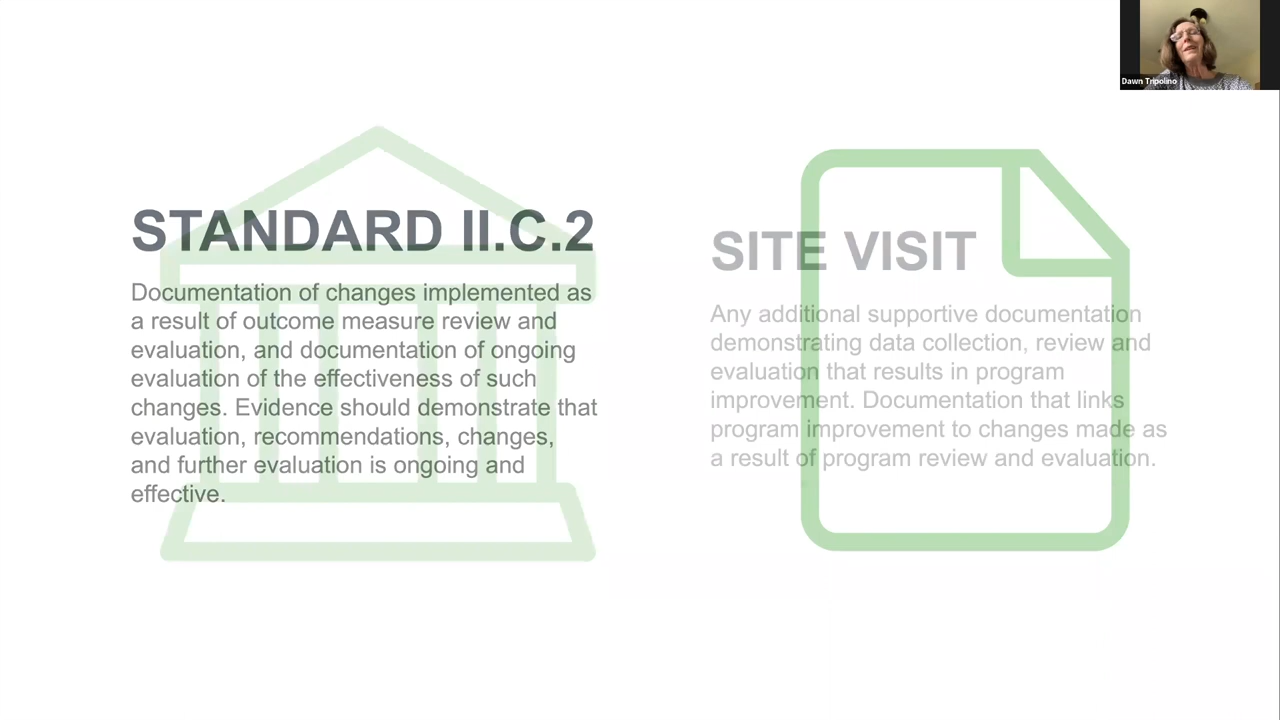 STANDARD II.C.2
Documentation of changes implemented as
a result of outcome measure review and
evaluation, and documentation of ongoing
evaluation of the effectiveness of such
changes. Evidence should demonstrate that
evaluation, recommendations, changes,
and further evaluation is ongoing and
effective.
SITE VISIT
Any additional supportive documentation
demonstrating data collection, review and
evaluation that results in program
improvement. Documentation that links
program improvement to changes made as
a result of program review and evaluation.
Dawn Tripolino